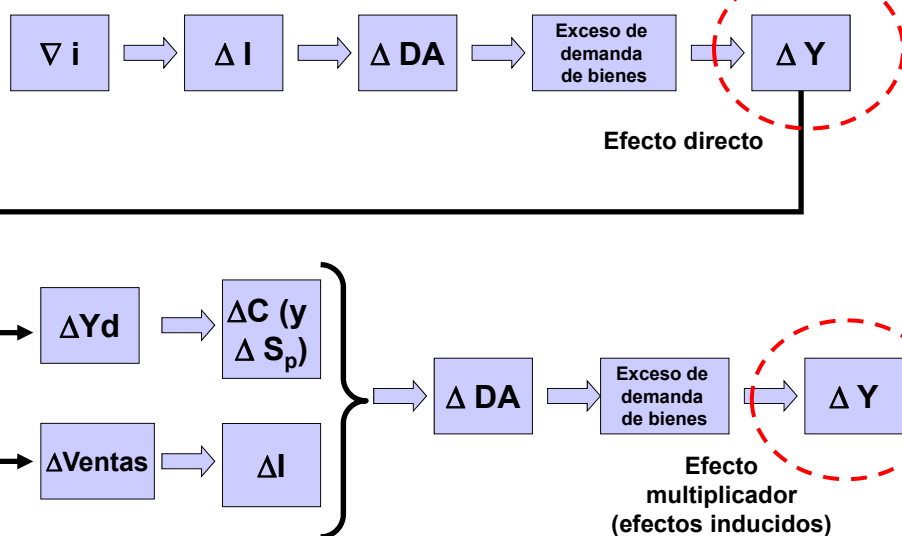 ∇ i
Δ I
Δ DA
Exceso de
demanda
de bienes
Δ Y
Efecto directo
ΔYd
ΔC (y
Δ Sp)
Δ DA
Exceso de
demanda
de bienes
Δ Y
ΔVentas
ΔI
Efecto
multiplicador
(efectos inducidos)